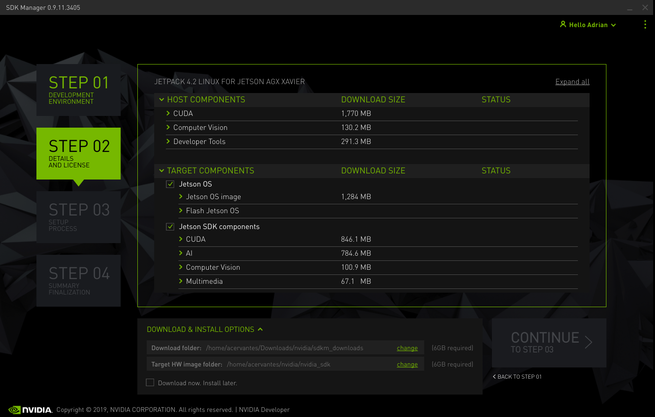 SDK Manager 0.9.11.3405
Hello Adrian
STEP 01
DEVELOPMENT
ENVIRONMENT
STEP 02
DETAILS
AND LICENSE
STEP 03
SETUP
PROCESS
STEP 04
SUMMARY
FINALIZATION
JETPACK 4.2 LINUX FOR JETSON AGX XAVIER
Expand all
HOST COMPONENTS DOWNLOAD SIZE STATUS
CUDA 1,770 MB
Computer Vision 130.2 MB
Developer Tools 291.3 MB
TARGET COMPONENTS DOWNLOAD SIZE STATUS
Jetson OS
Jetson OS image 1,284 MB
Flash Jetson OS
Jetson SDK components
CUDA 846.1 MB
AI 784.6 MB
Computer Vision 100.9 MB
Multimedia 67.1 MB
DOWNLOAD & INSTALL OPTIONS
Download folder: /home/acervantes/Downloads/nvidia/sdkm_downloads change (6GB required)
Target HW image folder: /home/acervantes/nvidia/nvidia_sdk change (6GB required)
Download now. Install later.
CONTINUE
TO STEP 03
BACK TO STEP 01
NVIDIA. Copyright © 2019, NVIDIA CORPORATION. All rights reserved. | NVIDIA Developer